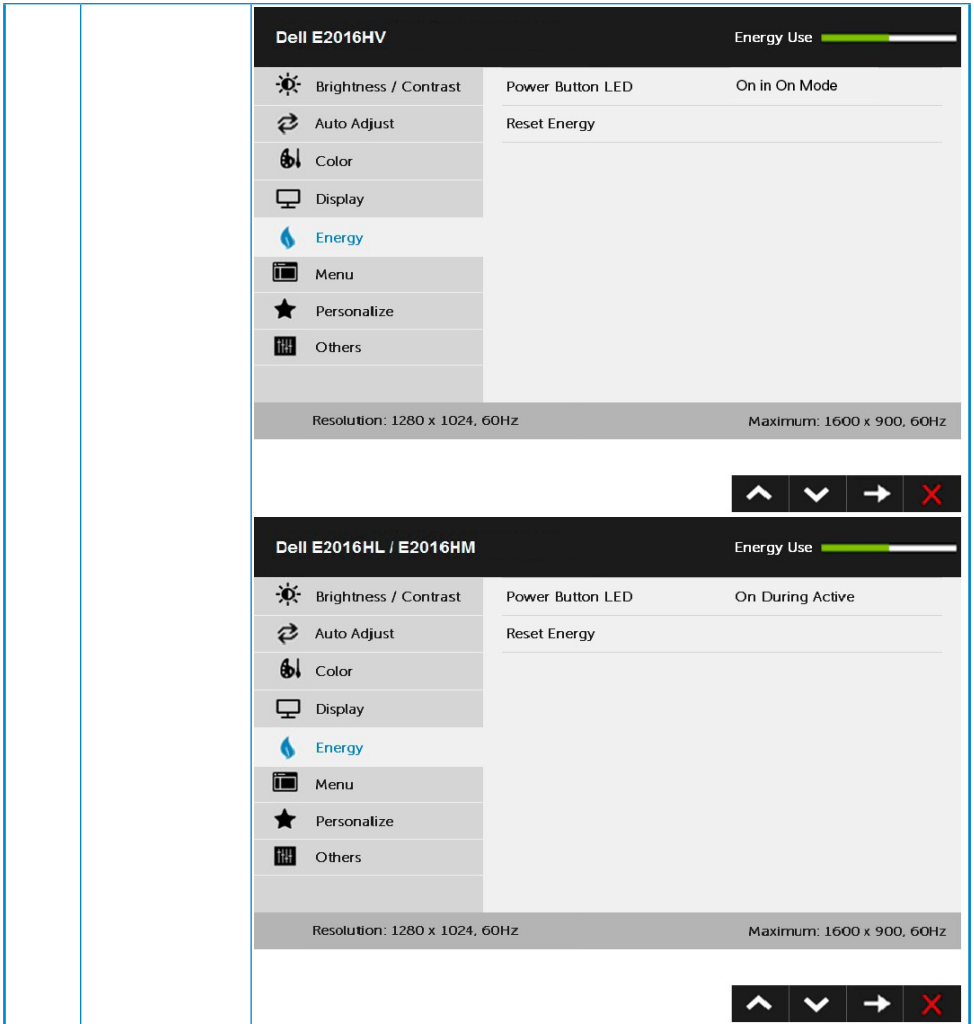 Dell E2016HV Energy Use
Brightness / Contrast Power Button LED On in On Mode
Auto Adjust Reset Energy
Color
Display
Energy
Menu
Personalize
Others
Resolution: 1280 x 1024, 60Hz Maximum: 1600 x 900, 60Hz
Dell E2016HL / E2016HM Energy Use
Brightness / Contrast Power Button LED On During Active
Auto Adjust Reset Energy
Color
Display
Energy
Menu
Personalize
Others
Resolution: 1280 x 1024, 60Hz Maximum: 1600 x 900, 60Hz